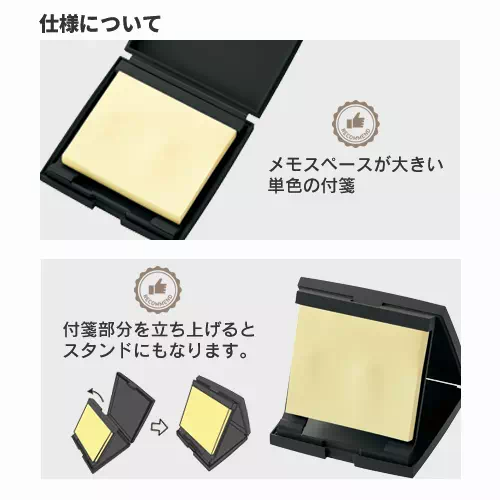 仕様について
RECOMMEND
メモスペースが大きい
単色の付箋
RECOMMEND
付箋部分を立ち上げると
スタンドにもなります。